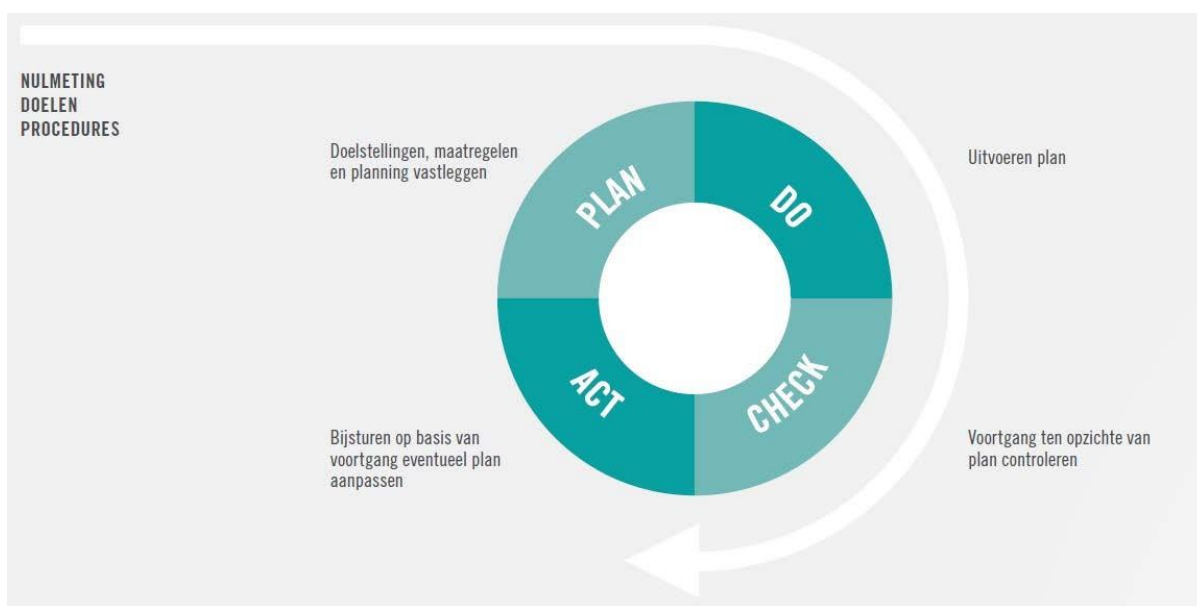 NULMETING
DOELEN
PROCEDURES
Doelstellingen, maatregelen
en planning vastleggen
PLAN
DO
Uitvoeren plan
ACT
CHECK
Bijsturen op basis van
voortgang eventueel plan
aanpassen
Voortgang ten opzichte van
plan controleren